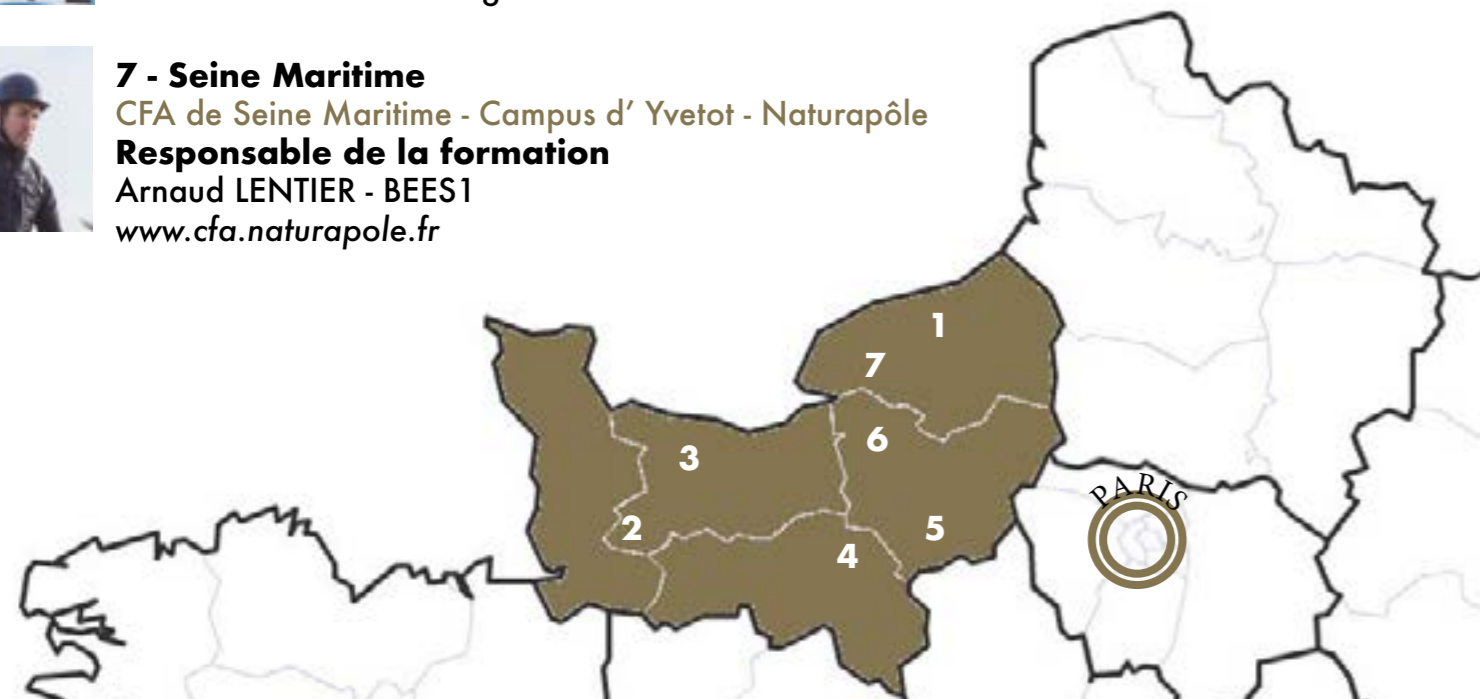 7 - Seine Maritime
CFA de Seine Maritime - Campus d' Yvetot - Naturapôle
Responsable de la formation
Arnaud LENTIER - BEES1
www.cfa.naturapole.fr
1
7
6
3
PARIS
2
5
4